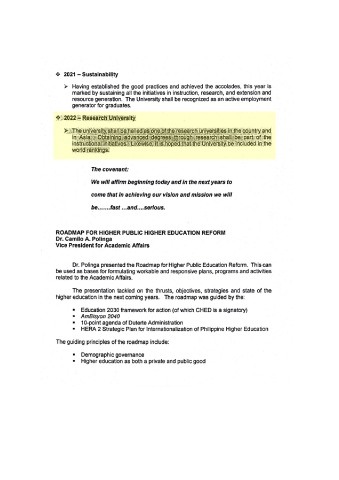 ❖ 2021 – Sustainability
➢ Having established the good practices and achieved the accolades, this year is
marked by sustaining all the initiatives in instruction, research, and extension and
resource generation. The University shall be recognized as an active employment
generator for graduates.
❖ 2022 – Research University
➢ The university shall be hailed as one of the research universities in the country and
in Asia. Obtaining advanced degrees through research shall be part of the
instructional initiatives. Likewise, it is hoped that the University be included in the
world rankings.
The covenant:
We will affirm beginning today and in the next years to
come that in achieving our vision and mission we will
be…….fast …and….serious.
ROADMAP FOR HIGHER PUBLIC HIGHER EDUCATION REFORM
Dr. Camilo A. Polinga
Vice President for Academic Affairs
Dr. Polinga presented the Roadmap for Higher Public Education Reform. This can
be used as bases for formulating workable and responsive plans, programs and activities
related to the Academic Affairs.
The presentation tackled on the thrusts, objectives, strategies and state of the
higher education in the next coming years. The roadmap was guided by the:
▪ Education 2030 framework for action (of which CHED is a signatory)
▪ AmBisyon 2040
▪ 10-point agenda of Duterte Administration
▪ HERA 2 Strategic Plan for Internationalization of Philippine Higher Education
The guiding principles of the roadmap include:
▪ Demographic governance
▪ Higher education as both a private and public good